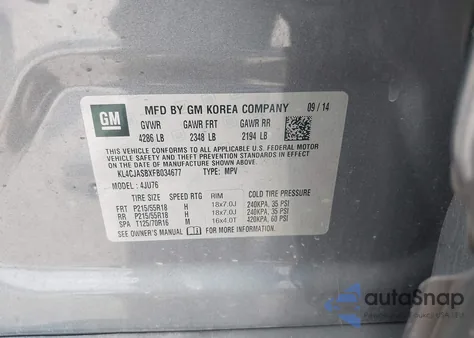 GM
MFD BY GM KOREA COMPANY 09/14
GVWR GAWR FRT GAWR RR
4286 LB 2348 LB 2194 LB
THIS VEHICLE CONFORMS TO ALL APPLICABLE U.S. FEDERAL MOTOR
VEHICLE SAFETY, BUMPER, AND THEFT PREVENTION STANDARDS
IN EFFECT ON THE DATE OF MANUFACTURE SHOWN ABOVE.
KL4CJASBXFB034677 TYPE: MPV
MODEL: 4JU76
TIRE SIZE SPEED RTG RIM COLD TIRE PRESSURE
FRT P215/55R18 H 18x7.0J 240KPA, 35 PSI
RR P215/55R18 H 18x7.0J 240KPA, 35 PSI
SPA T125/70R16 M 16x4.0T 420KPA, 60 PSI
SEE OWNER'S MANUAL FOR MORE INFORMATION
autoSnap